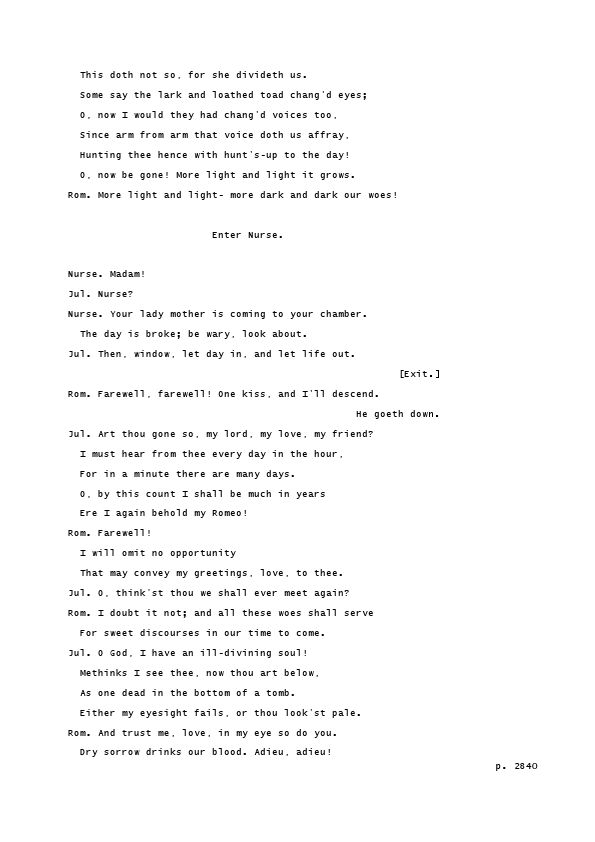 This doth not so, for she divideth us.
Some say the lark and loathed toad chang'd eyes;
O, now I would they had chang'd voices too,
Since arm from arm that voice doth us affray,
Hunting thee hence with hunt's-up to the day!
O, now be gone! More light and light it grows.
Rom. More light and light- more dark and dark our woes!
Enter Nurse.
Nurse. Madam!
Jul. Nurse?
Nurse. Your lady mother is coming to your chamber.
The day is broke; be wary, look about.
Jul. Then, window, let day in, and let life out.
[Exit.]
Rom. Farewell, farewell! One kiss, and I'll descend.
He goeth down.
Jul. Art thou gone so, my lord, my love, my friend?
I must hear from thee every day in the hour,
For in a minute there are many days.
O, by this count I shall be much in years
Ere I again behold my Romeo!
Rom. Farewell!
I will omit no opportunity
That may convey my greetings, love, to thee.
Jul. O, think'st thou we shall ever meet again?
Rom. I doubt it not; and all these woes shall serve
For sweet discourses in our time to come.
Jul. O God, I have an ill-divining soul!
Methinks I see thee, now thou art below,
As one dead in the bottom of a tomb.
Either my eyesight fails, or thou look'st pale.
Rom. And trust me, love, in my eye so do you.
Dry sorrow drinks our blood. Adieu, adieu!
p. 2840